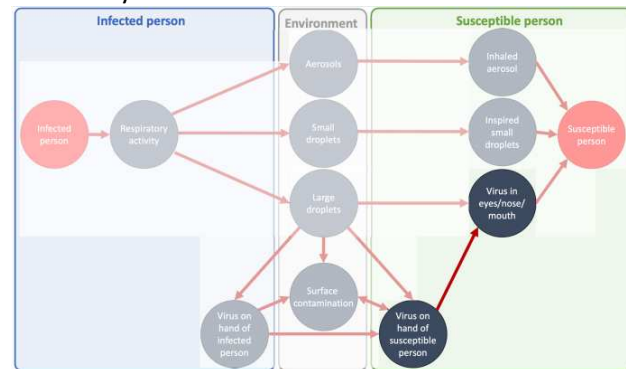 Infected person
Environment
Susceptible person
Aerosols
Inhaled
aerosol
Infected
person
Respiratory
activity
Small
droplets
Inspired
small
droplets
Susceptible
person
Large
droplets
Virus in
eyes/nose/
mouth
Surface
contamination
Virus on
hand of
infected
person
Virus on
hand of
susceptible
person